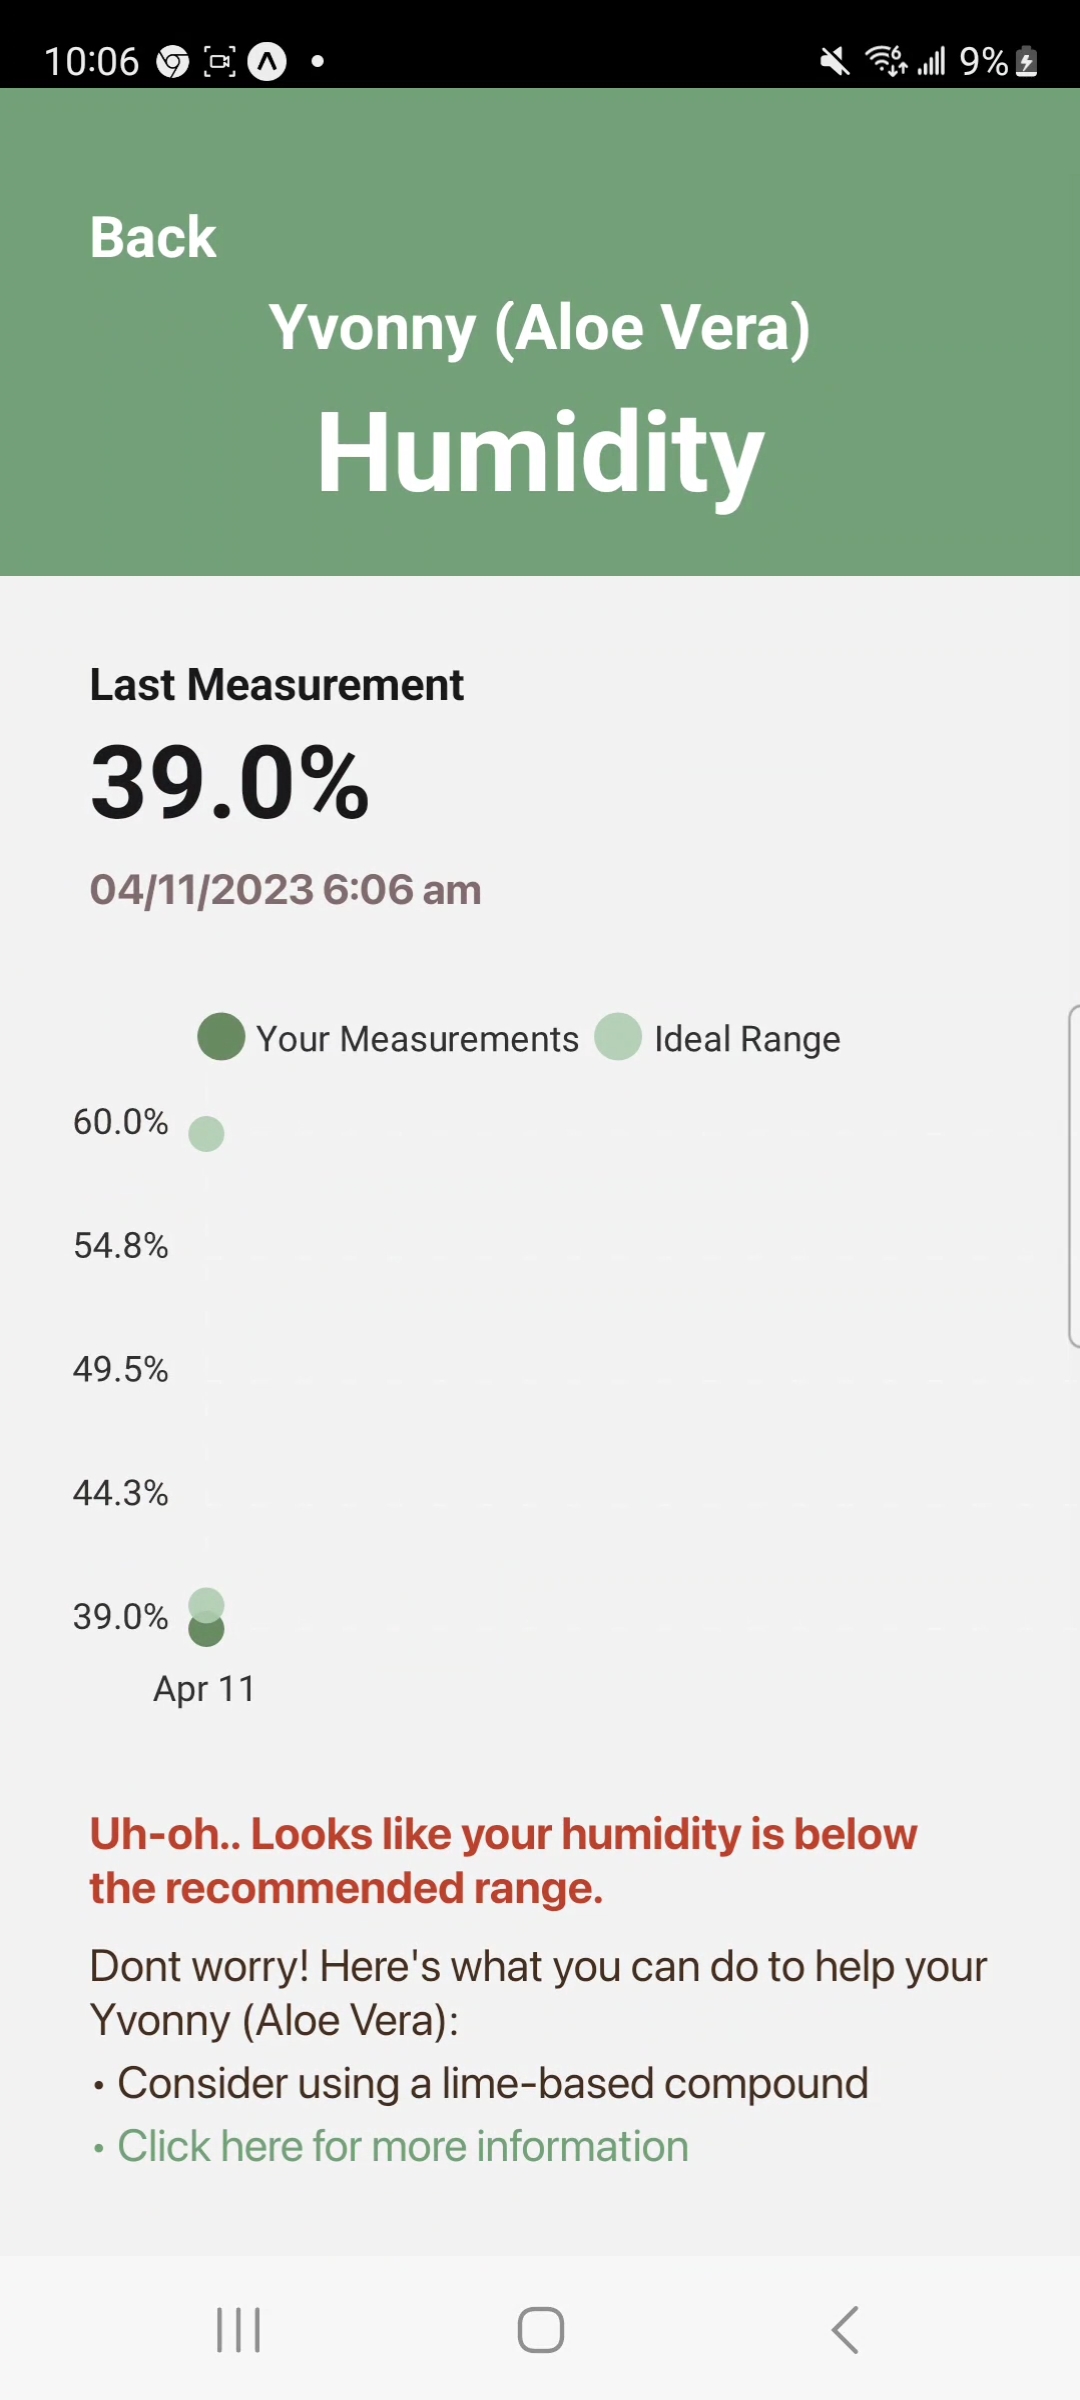 10:06
6
9%
Back
Yvonny (Aloe Vera)
Humidity
Last Measurement
39.0%
04/11/2023 6:06 am
Your Measurements
Ideal Range
60.0%
54.8%
49.5%
44.3%
39.0%
Apr 11
Uh-oh.. Looks like your humidity is below
the recommended range.
Dont worry! Here's what you can do to help your
Yvonny (Aloe Vera):
• Consider using a lime-based compound
• Click here for more information